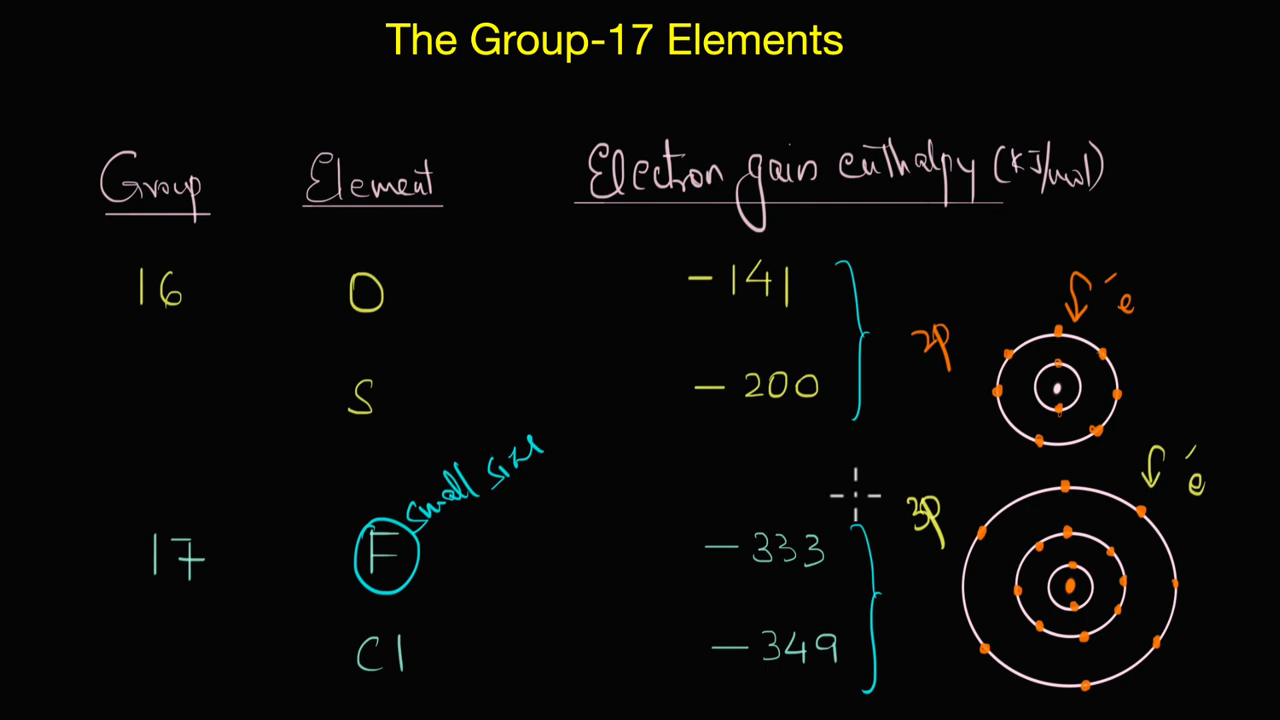 The Group-17 Elements
Group Element Electron gain enthalpy (KJ/mol)
16 O -141
2p e⁻
S -200
small size
3p e⁻
17 F -333
Cl -349